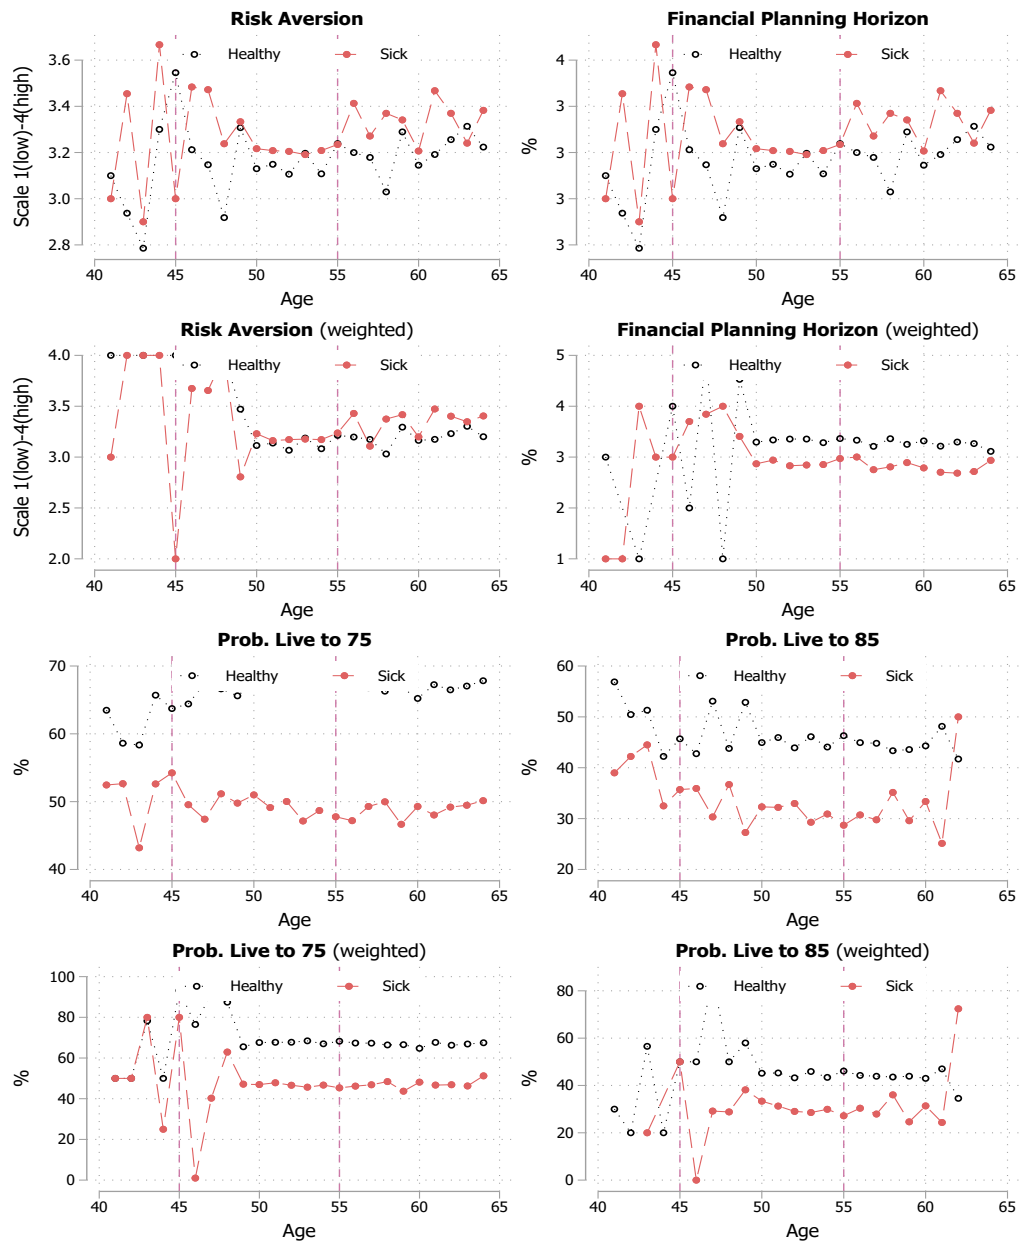 Risk Aversion
Healthy Sick
Scale 1(low)-4(high)
3.6
3.4
3.2
3.0
2.8
40 45 50 55 60 65
Age
Financial Planning Horizon
Healthy Sick
%
4
3
3
3
3
40 45 50 55 60 65
Age
Risk Aversion (weighted)
Healthy Sick
Scale 1(low)-4(high)
4.0
3.5
3.0
2.5
2.0
40 45 50 55 60 65
Age
Financial Planning Horizon (weighted)
Healthy Sick
%
5
4
3
2
1
40 45 50 55 60 65
Age
Prob. Live to 75
Healthy Sick
%
70
60
50
40
40 45 50 55 60 65
Age
Prob. Live to 85
Healthy Sick
%
60
50
40
30
20
40 45 50 55 60 65
Age
Prob. Live to 75 (weighted)
Healthy Sick
%
100
80
60
40
20
0
40 45 50 55 60 65
Age
Prob. Live to 85 (weighted)
Healthy Sick
%
80
60
40
20
0
40 45 50 55 60 65
Age